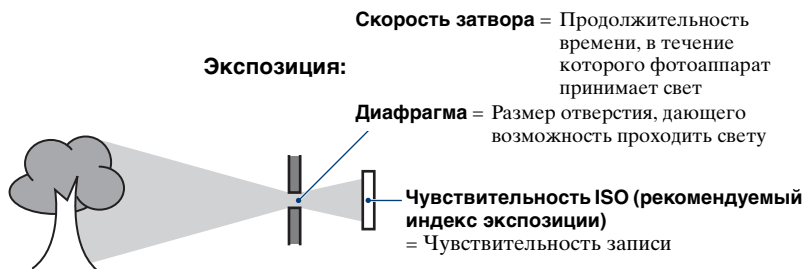 Скорость затвора = Продолжительность
времени, в течение
которого фотоаппарат
принимает свет
Экспозиция:
Диафрагма = Размер отверстия, дающего
возможность проходить свету
Чувствительность ISO (рекомендуемый
индекс экспозиции)
= Чувствительность записи